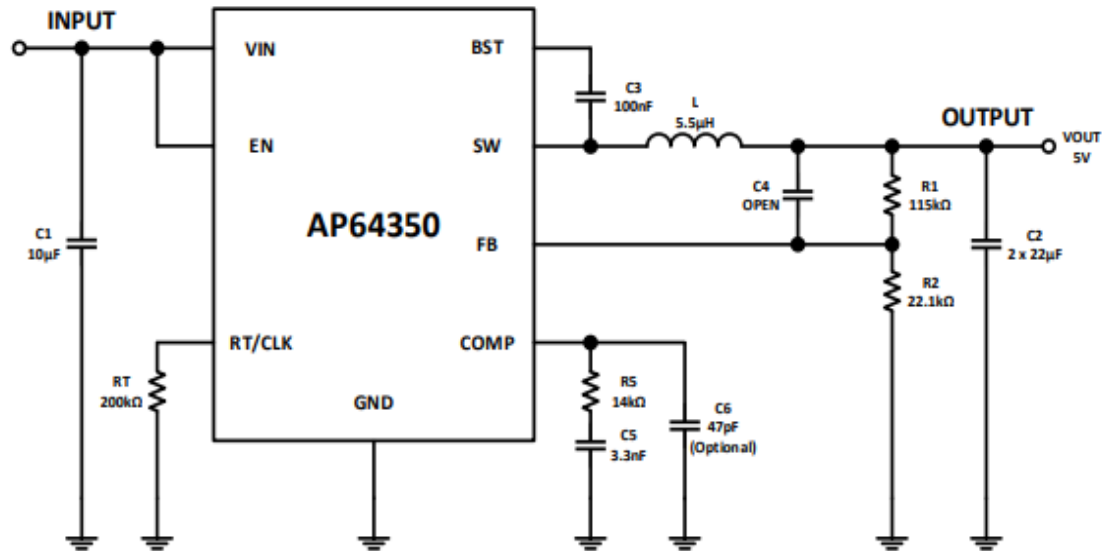 INPUT
VIN
BST
C3
100nF
L
5.5µH
OUTPUT
VOUT
5V
EN
SW
C4
OPEN
R1
115kΩ
AP64350
C1
10µF
FB
C2
2 x 22µF
R2
22.1kΩ
RT/CLK
COMP
RT
200kΩ
GND
R5
14kΩ
C6
47pF
(Optional)
C5
3.3nF